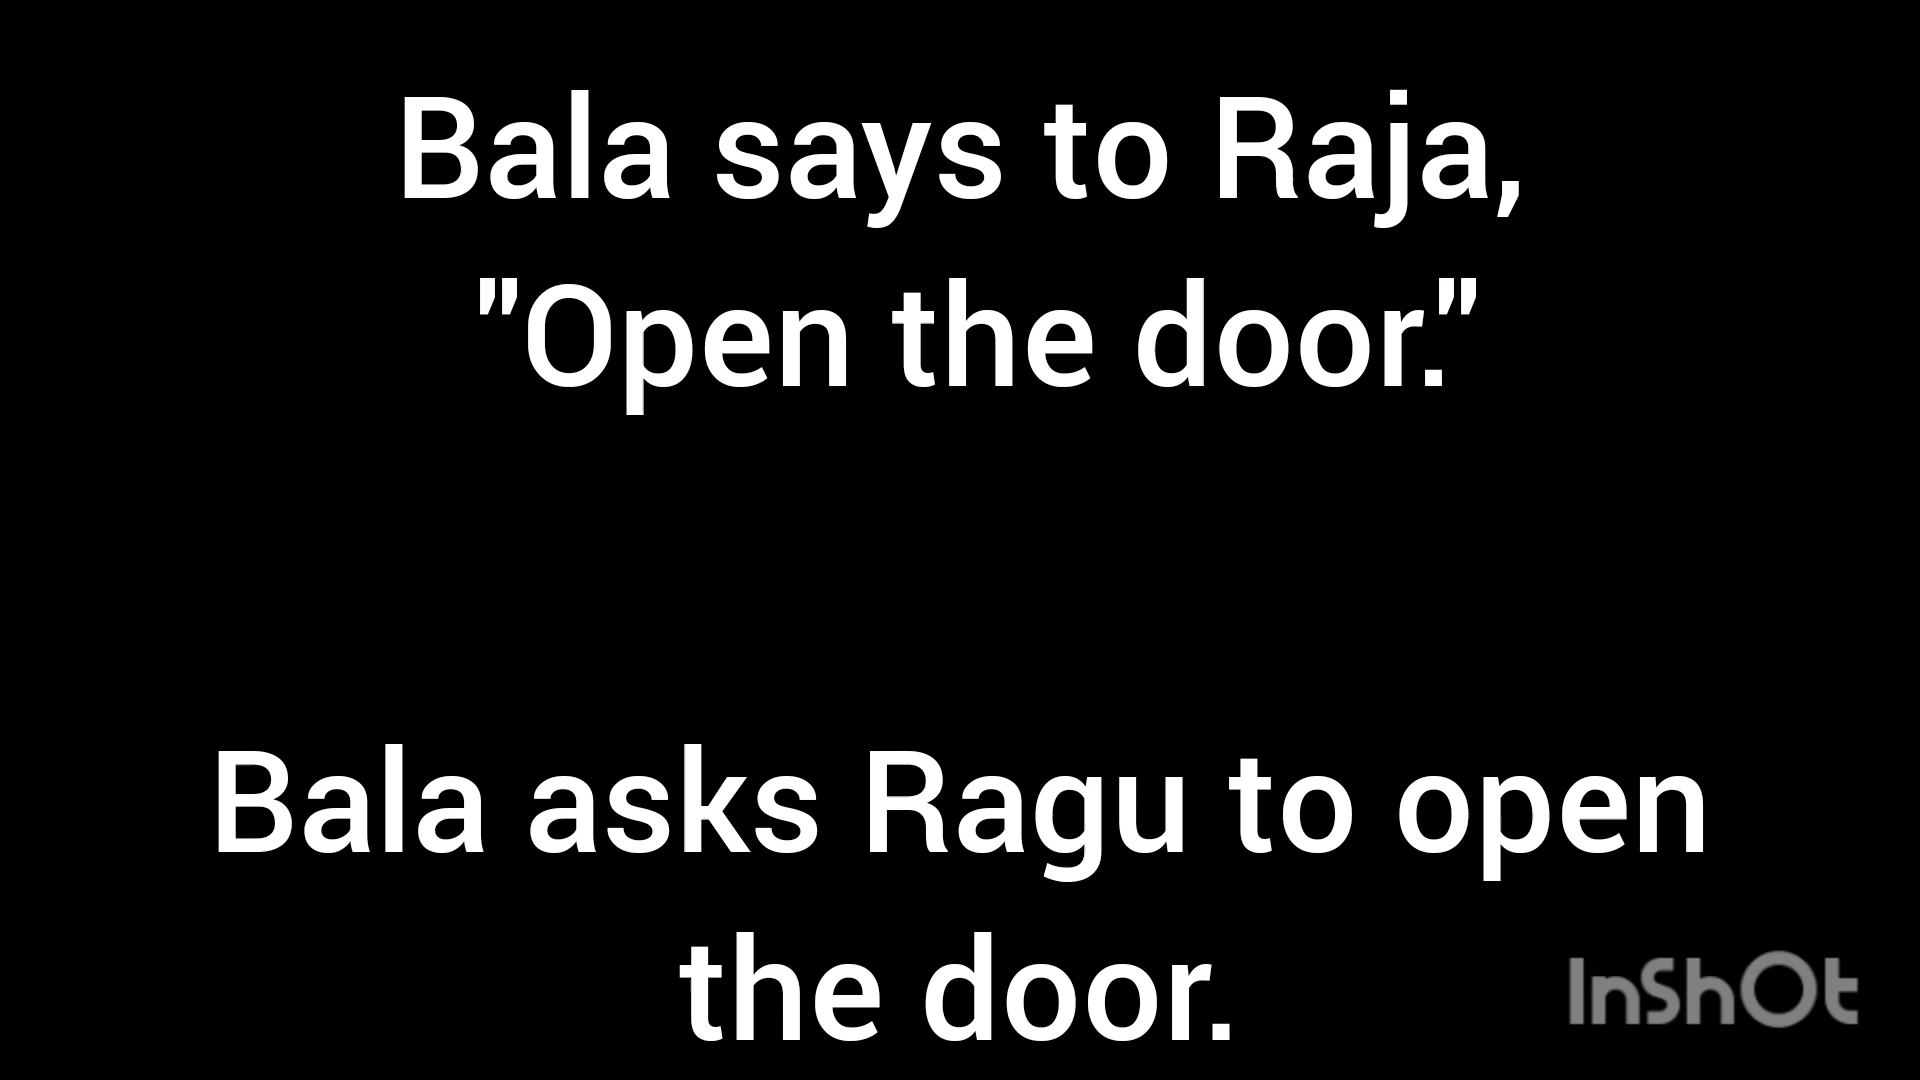 Bala says to Raja,
"Open the door."
Bala asks Ragu to open
the door.
InShOt